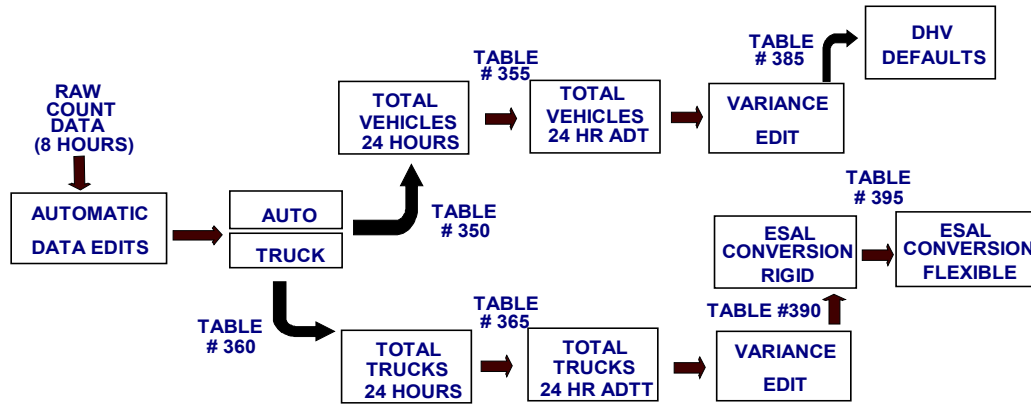 RAW
COUNT
DATA
(8 HOURS)
AUTOMATIC
DATA EDITS
AUTO
TRUCK
TABLE
# 350
TOTAL
VEHICLES
24 HOURS
TABLE
# 355
TOTAL
VEHICLES
24 HR ADT
VARIANCE
EDIT
TABLE
# 385
DHV
DEFAULTS
TABLE
# 360
TOTAL
TRUCKS
24 HOURS
TABLE
# 365
TOTAL
TRUCKS
24 HR ADTT
VARIANCE
EDIT
TABLE #390
ESAL
CONVERSION
RIGID
TABLE
# 395
ESAL
CONVERSION
FLEXIBLE